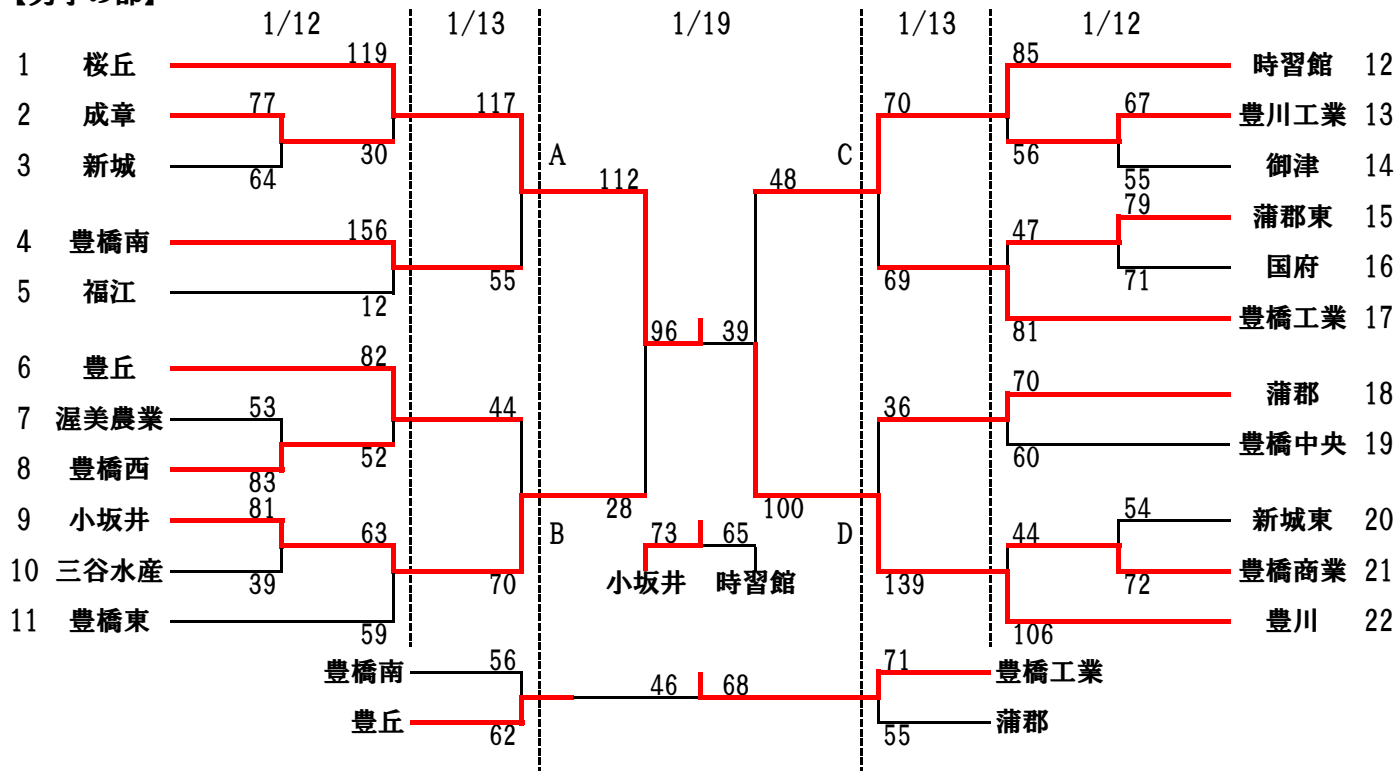 【男子の部】
1/12 1/13 1/19 1/13 1/12
119 85
1 桜丘 時習館 12
77 117 70 67
2 成章 豊川工業 13
30 A C 56
3 新城 御津 14
64 112 48 55
156 79
47 蒲郡東 15
4 豊橋南
55 69 国府 16
5 福江 71
12 豊橋工業 17
96 39 81
82 70
6 豊丘 蒲郡 18
53 44 36
7 渥美農業 豊橋中央 19
52 60
8 豊橋西
83
81 28 100 54
9 小坂井 新城東 20
63 B 73 65 D 44
10 三谷水産 豊橋商業 21
39 70 小坂井 時習館 139 72
11 豊橋東 豊川 22
59 106
豊橋南 56 71 豊橋工業
46 68
豊丘 蒲郡
62 55